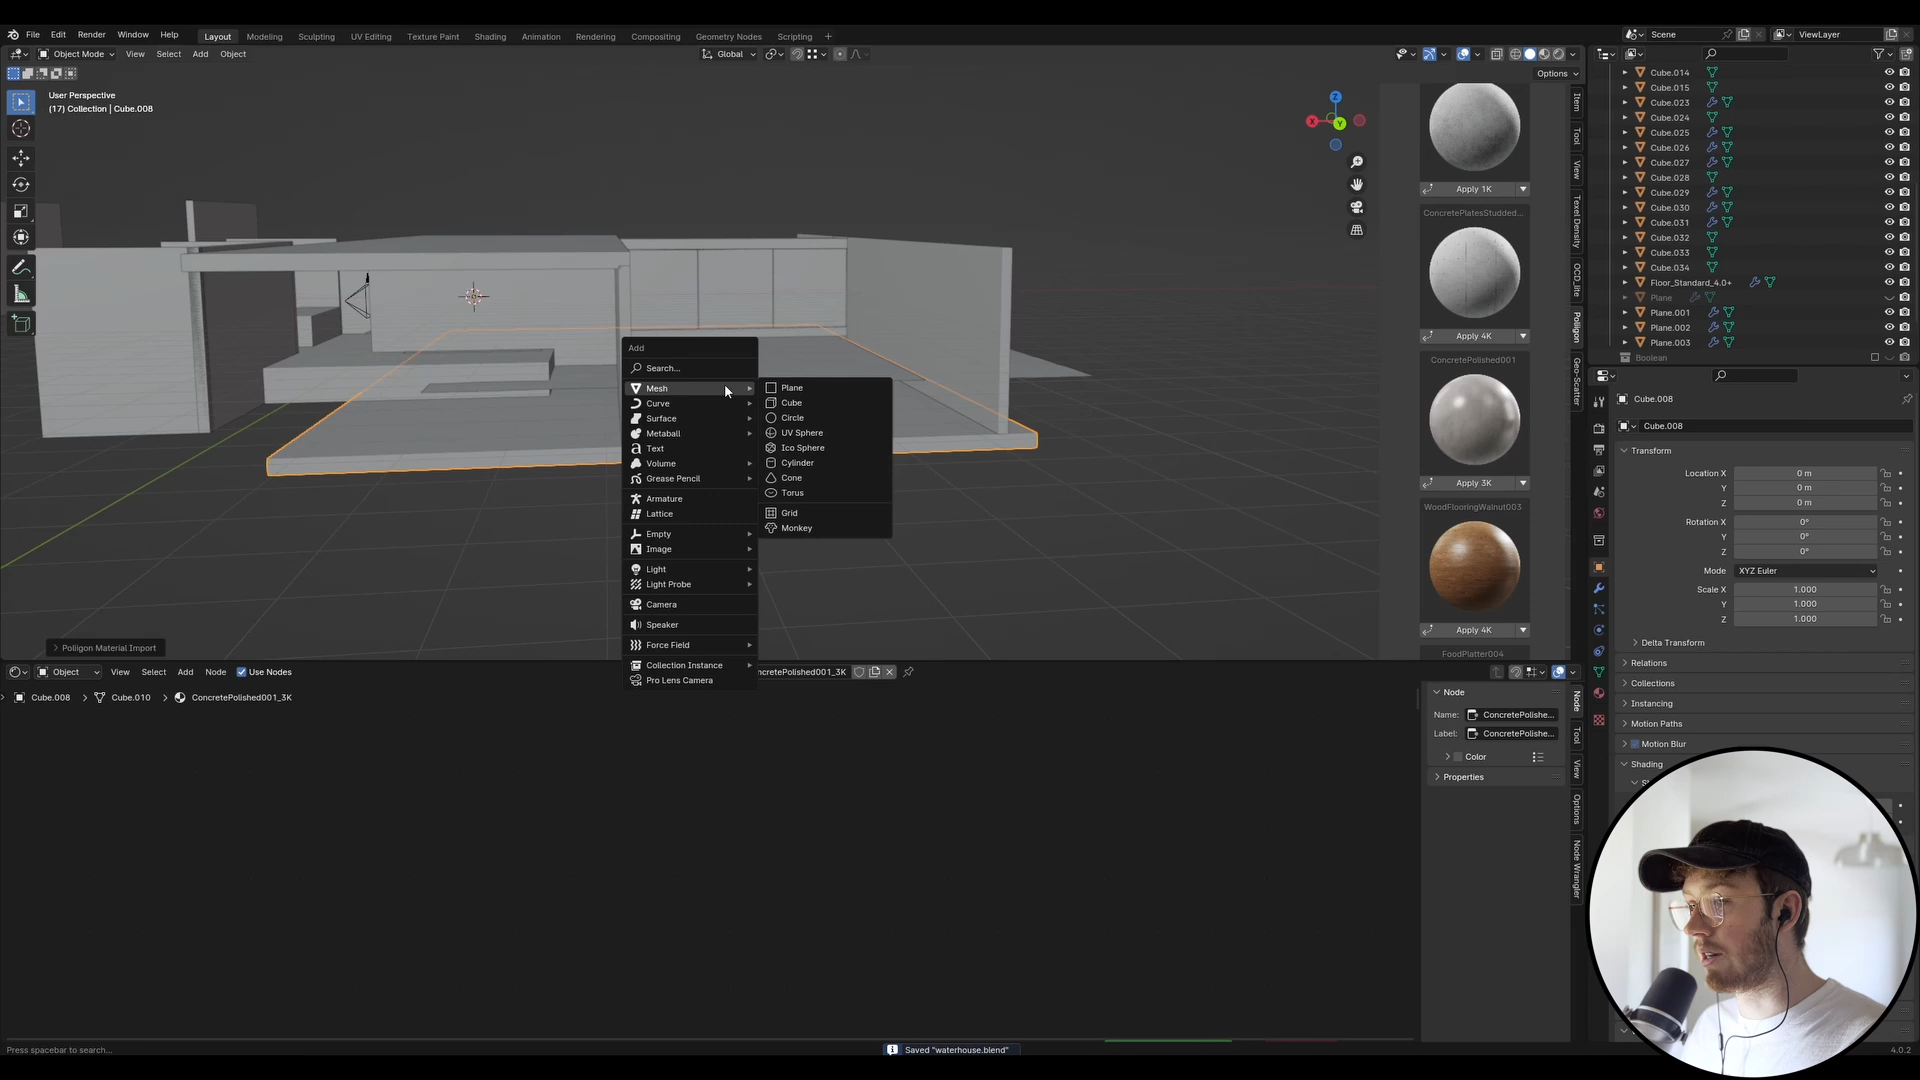 File Edit Render Window Help Layout Modeling Sculpting UV Editing Texture Paint Shading Animation Rendering Compositing Geometry Nodes Scripting + Scene ViewLayer
Object Mode View Select Add Object Global
Options
User Perspective
(17) Collection | Cube.008
Z
X
Y
Poliigon Material Import
Add
Search...
Mesh
Curve
Surface
Metaball
Text
Volume
Grease Pencil
Armature
Lattice
Empty
Image
Light
Light Probe
Camera
Speaker
Force Field
Collection Instance
Pro Lens Camera
Plane
Cube
Circle
UV Sphere
Ico Sphere
Cylinder
Cone
Torus
Grid
Monkey
Apply 1K
ConcretePlatesStudded...
Apply 4K
ConcretePolished001
Apply 3K
WoodFlooringWalnut003
Apply 4K
FoodPlatter004
Item
Tool
View
Texel Density
OCD_lite
Poliigon
Geo-Scatter
Cube.014
Cube.015
Cube.023
Cube.024
Cube.025
Cube.026
Cube.027
Cube.028
Cube.029
Cube.030
Cube.031
Cube.032
Cube.033
Cube.034
Floor_Standard_4.0+
Plane
Plane.001
Plane.002
Plane.003
Boolean
Cube.008
Cube.008
Transform
Location X 0 m
Y 0 m
Z 0 m
Rotation X 0°
Y 0°
Z 0°
Mode XYZ Euler
Scale X 1.000
Y 1.000
Z 1.000
Delta Transform
Relations
Collections
Instancing
Motion Paths
Motion Blur
Shading
Object View Select Add Node Use Nodes ncretePolished001_3K
Cube.008 Cube.010 ConcretePolished001_3K
Node
Name: ConcretePolishe...
Label: ConcretePolishe...
Color
Properties
Node
Tool
View
Options
Node Wrangler
Press spacebar to search...
Saved "waterhouse.blend"
4.0.2